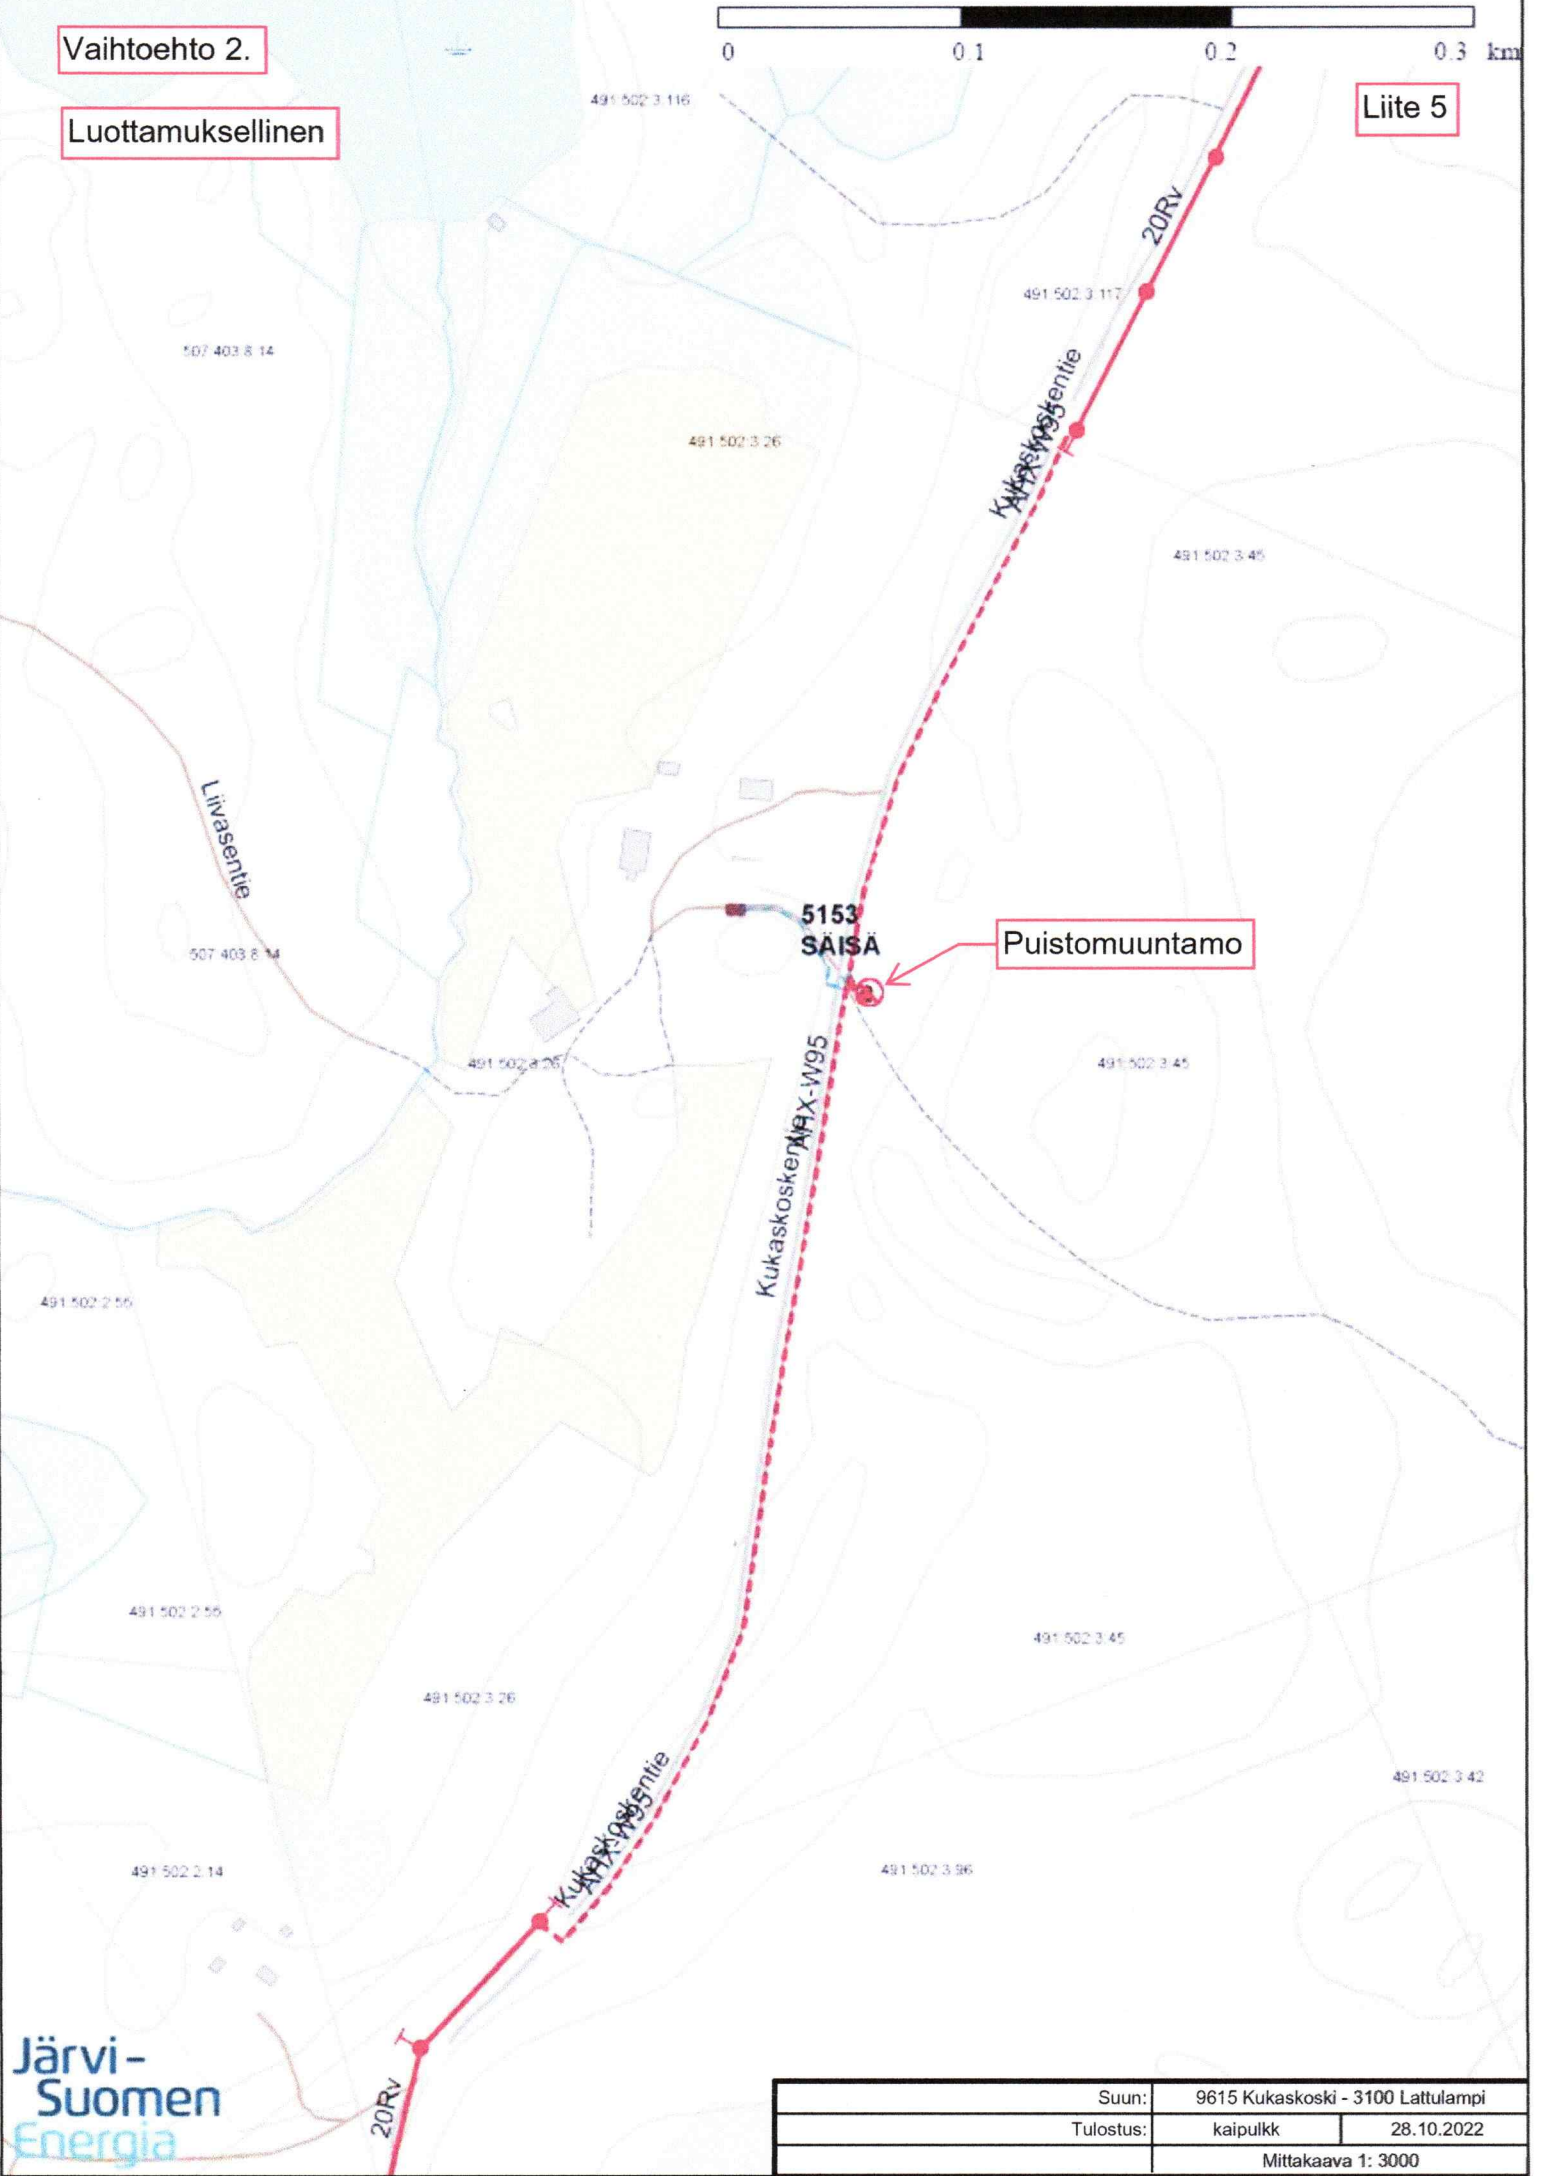 Vaihtoehto 2.
0 0.1 0.2 0.3 km
Luottamuksellinen
Liite 5
491:502:3:116
20Rv
491:502:3:117
507:403:8:14
Kukaskoskentie
AHX-W95
491:502:3:26
491:502:3:45
Liivasentie
5153
SÄISÄ
Puistomuuntamo
507:403:8:14
491:502:3:26
AHX-W95
491:502:3:45
Kukaskoskentie
491:502:2:55
491:502:2:55
491:502:3:45
491:502:3:26
Kukaskoskentie
AHX-W95
491:502:3:42
491:502:2:14
491:502:3:96
Järvi-
Suomen
Energia
20Rv
Suun: 9615 Kukaskoski - 3100 Lattulampi
Tulostus: kaipulkk 28.10.2022
Mittakaava 1: 3000